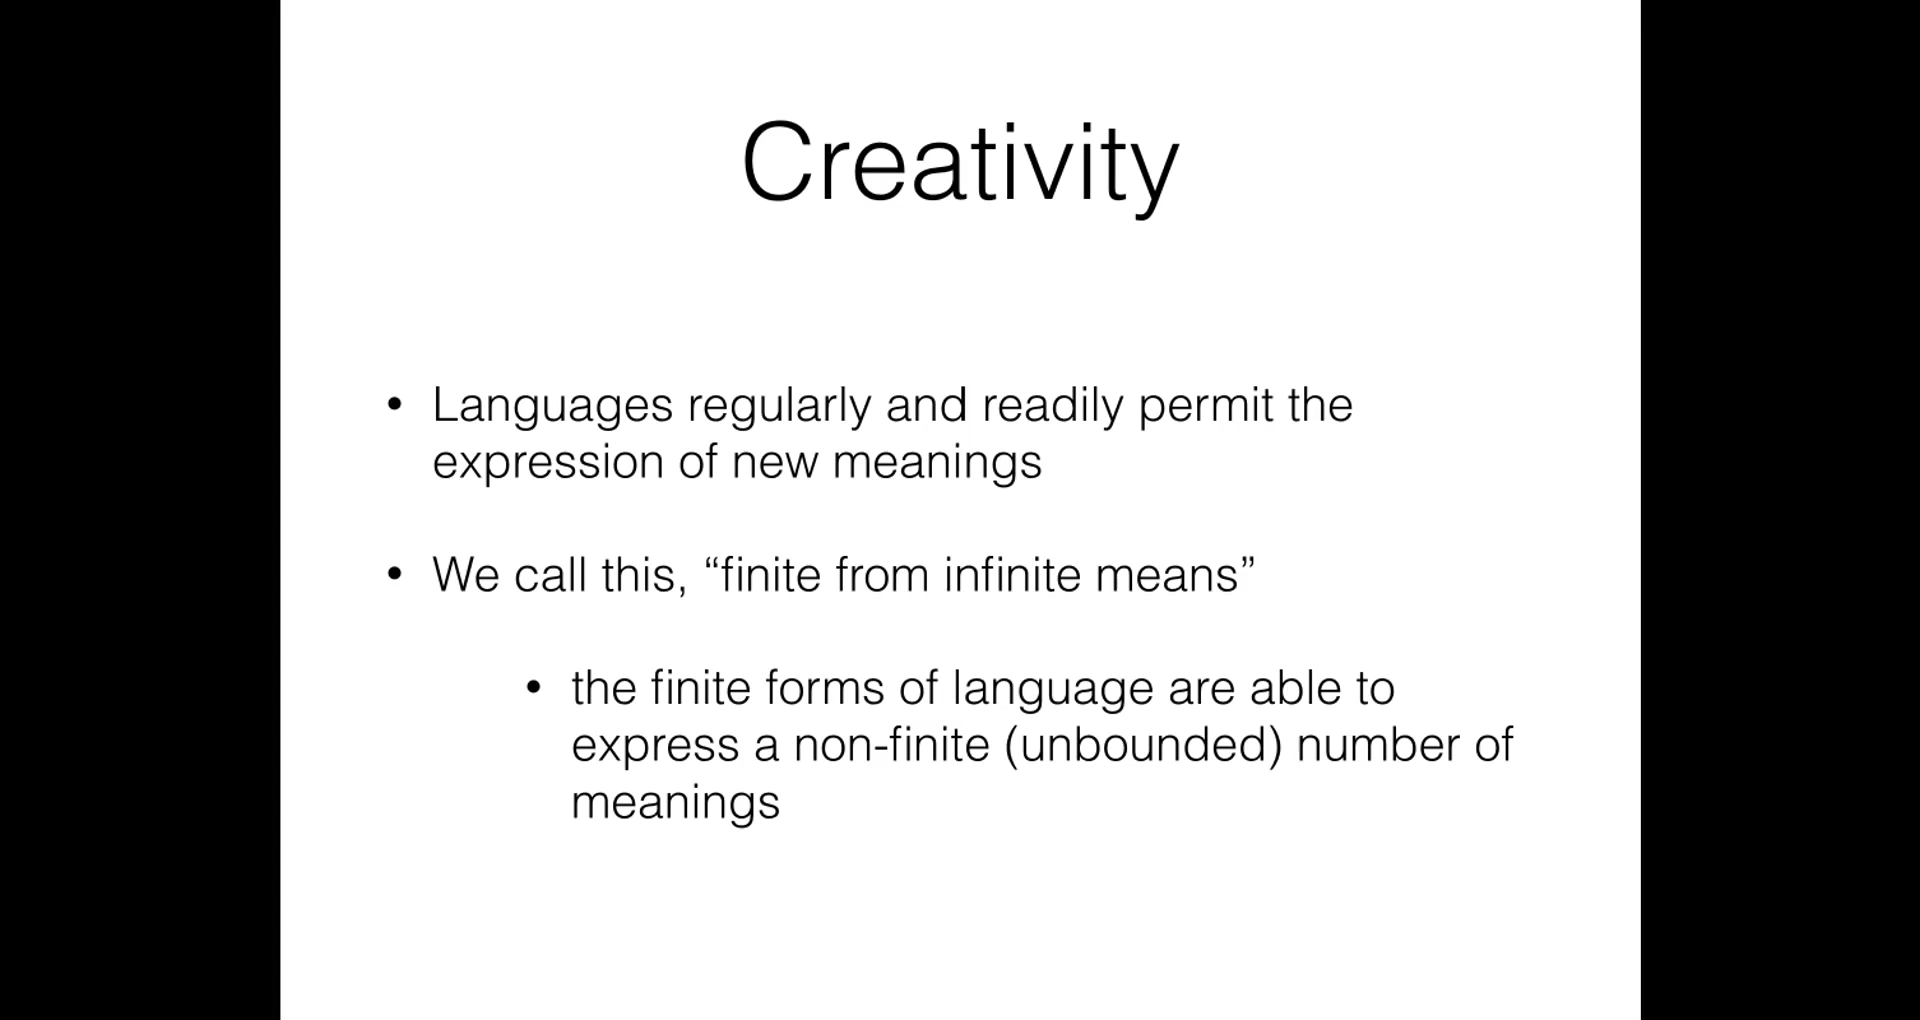 Creativity
• Languages regularly and readily permit the
expression of new meanings
• We call this, “finite from infinite means”
• the finite forms of language are able to
express a non-finite (unbounded) number of
meanings